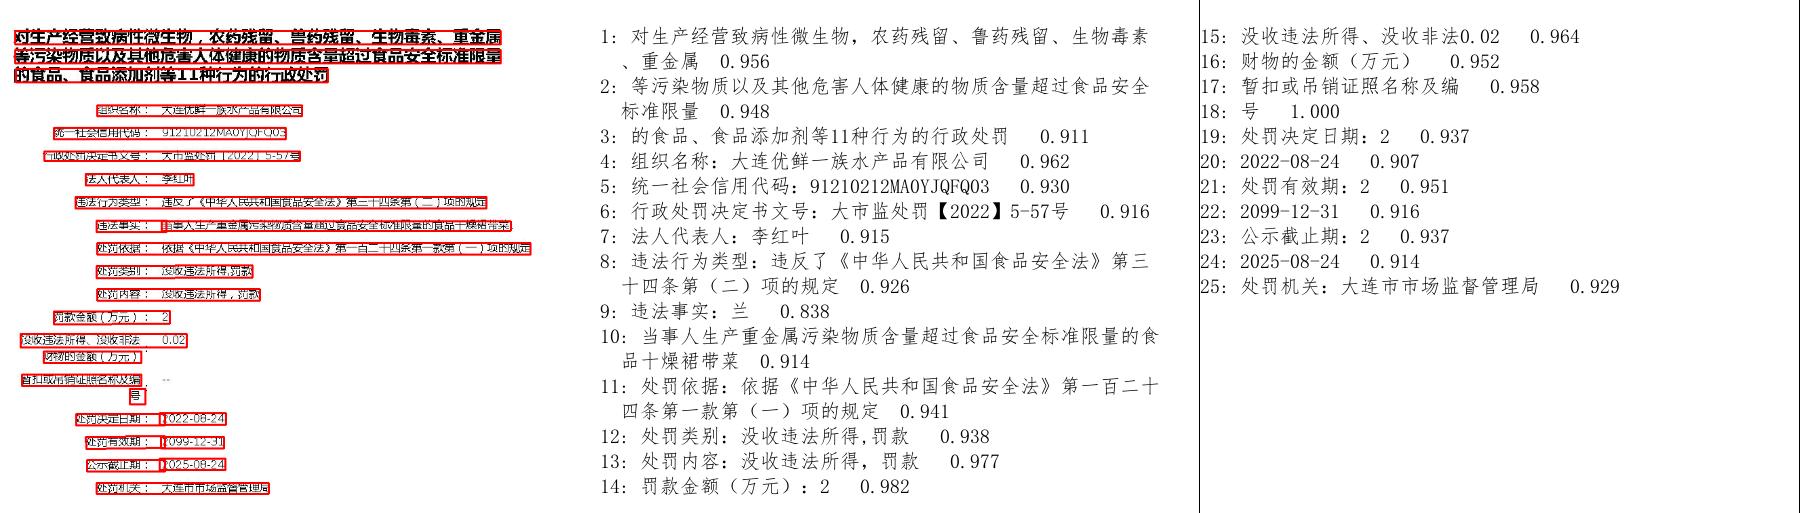 对生产经营致病性微生物，农药残留、兽药残留、生物毒素、重金属
等污染物质以及其他危害人体健康的物质含量超过食品安全标准限量
的食品、食品添加剂等11种行为的行政处罚
组织名称： 大连优鲜一族水产品有限公司
统一社会信用代码： 91210212MA0YJQFQ03
行政处罚决定书文号： 大市监处罚【2022】5-57号
法人代表人： 李红叶
违法行为类型： 违反了《中华人民共和国食品安全法》第三十四条第（二）项的规定
违法事实： 当事人生产重金属污染物质含量超过食品安全标准限量的食品干燥裙带菜.
处罚依据： 依据《中华人民共和国食品安全法》第一百二十四条第一款第（一）项的规定
处罚类别： 没收违法所得,罚款
处罚内容： 没收违法所得，罚款
罚款金额（万元）： 2
没收违法所得、没收非法 0.02
财物的金额（万元）：
暂扣或吊销证照名称及编 --
号：
处罚决定日期： 2022-08-24
处罚有效期： 2099-12-31
公示截止期： 2025-08-24
处罚机关： 大连市市场监督管理局
1: 对生产经营致病性微生物，农药残留、鲁药残留、生物毒素
、重金属 0.956
2: 等污染物质以及其他危害人体健康的物质含量超过食品安全
标准限量 0.948
3: 的食品、食品添加剂等11种行为的行政处罚 0.911
4: 组织名称：大连优鲜一族水产品有限公司 0.962
5: 统一社会信用代码：91210212MA0YJQFQ03 0.930
6: 行政处罚决定书文号：大市监处罚【2022】5-57号 0.916
7: 法人代表人：李红叶 0.915
8: 违法行为类型：违反了《中华人民共和国食品安全法》第三
十四条第（二）项的规定 0.926
9: 违法事实：兰 0.838
10: 当事人生产重金属污染物质含量超过食品安全标准限量的食
品十燥裙带菜 0.914
11: 处罚依据：依据《中华人民共和国食品安全法》第一百二十
四条第一款第（一）项的规定 0.941
12: 处罚类别：没收违法所得,罚款 0.938
13: 处罚内容：没收违法所得，罚款 0.977
14: 罚款金额（万元）：2 0.982
15: 没收违法所得、没收非法0.02 0.964
16: 财物的金额（万元） 0.952
17: 暂扣或吊销证照名称及编 0.958
18: 号 1.000
19: 处罚决定日期：2 0.937
20: 2022-08-24 0.907
21: 处罚有效期：2 0.951
22: 2099-12-31 0.916
23: 公示截止期：2 0.937
24: 2025-08-24 0.914
25: 处罚机关：大连市市场监督管理局 0.929